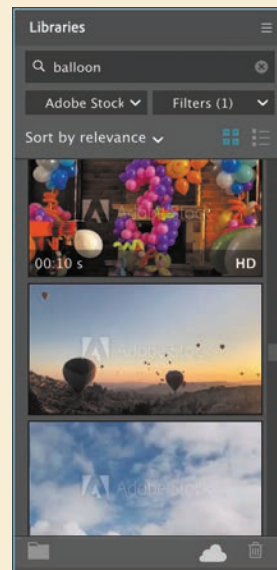 Libraries
balloon
Adobe Stock
Filters (1)
Sort by relevance
Adobe Stock
00:10 s
HD
Adobe Stock
Adobe Stock